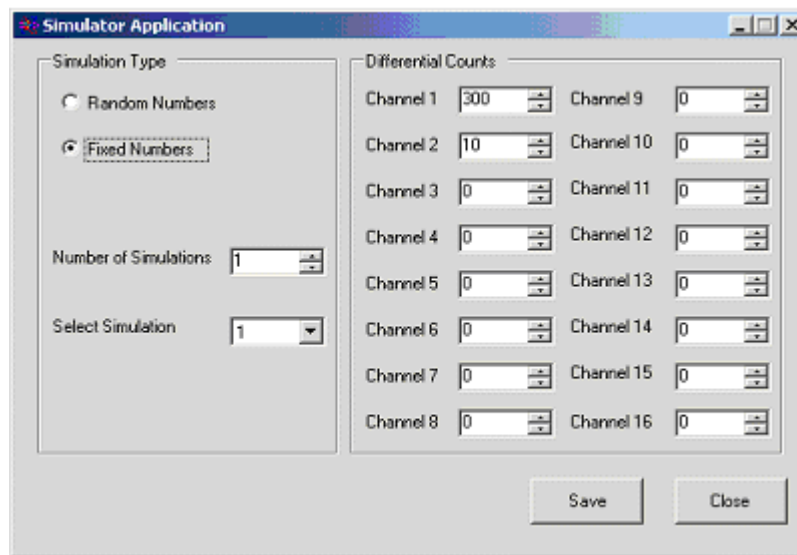 Simulator Application
Simulation Type
Random Numbers
Fixed Numbers
Number of Simulations 1
Select Simulation 1
Differential Counts
Channel 1 300 Channel 9 0
Channel 2 10 Channel 10 0
Channel 3 0 Channel 11 0
Channel 4 0 Channel 12 0
Channel 5 0 Channel 13 0
Channel 6 0 Channel 14 0
Channel 7 0 Channel 15 0
Channel 8 0 Channel 16 0
Save Close